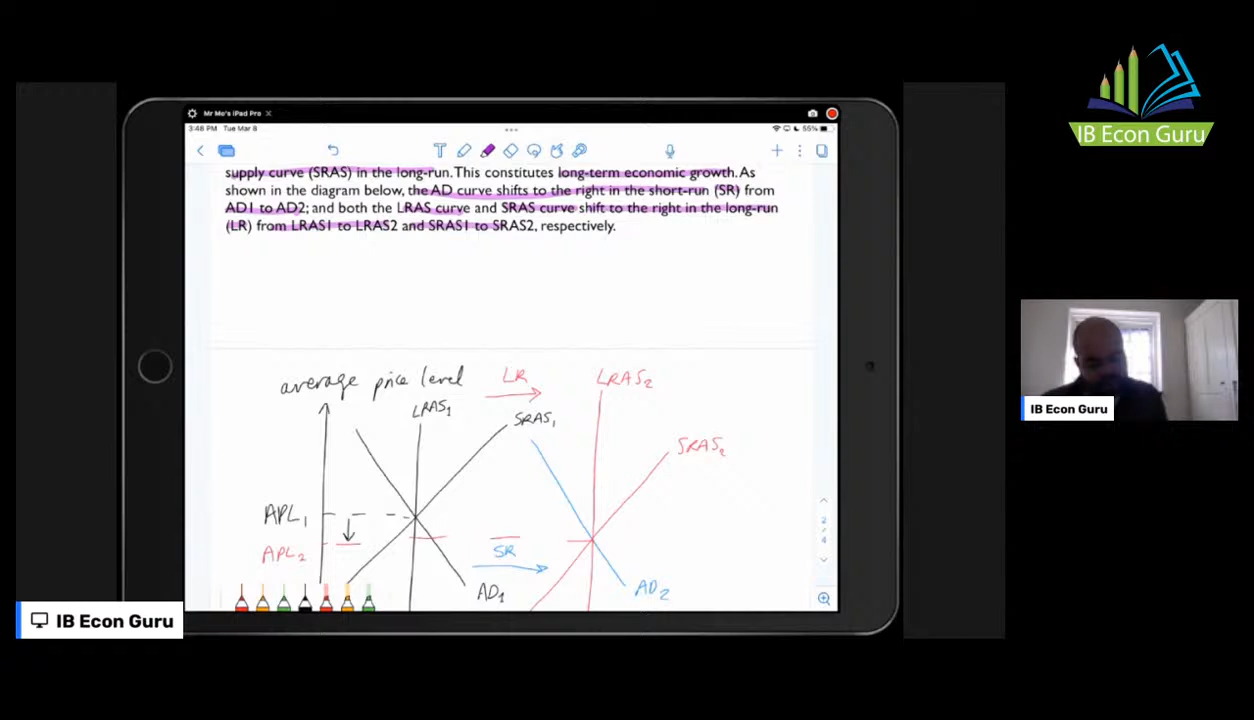 IB Econ Guru
Mr Mo's iPad Pro
3:48 PM Tue Mar 8
55%
supply curve (SRAS) in the long-run. This constitutes long-term economic growth. As
shown in the diagram below, the AD curve shifts to the right in the short-run (SR) from
AD1 to AD2; and both the LRAS curve and SRAS curve shift to the right in the long-run
(LR) from LRAS1 to LRAS2 and SRAS1 to SRAS2, respectively.
average price level
LR
LRAS2
LRAS1
SRAS1
SRAS2
APL1
APL2
SR
AD1
AD2
2
/
4
IB Econ Guru
IB Econ Guru